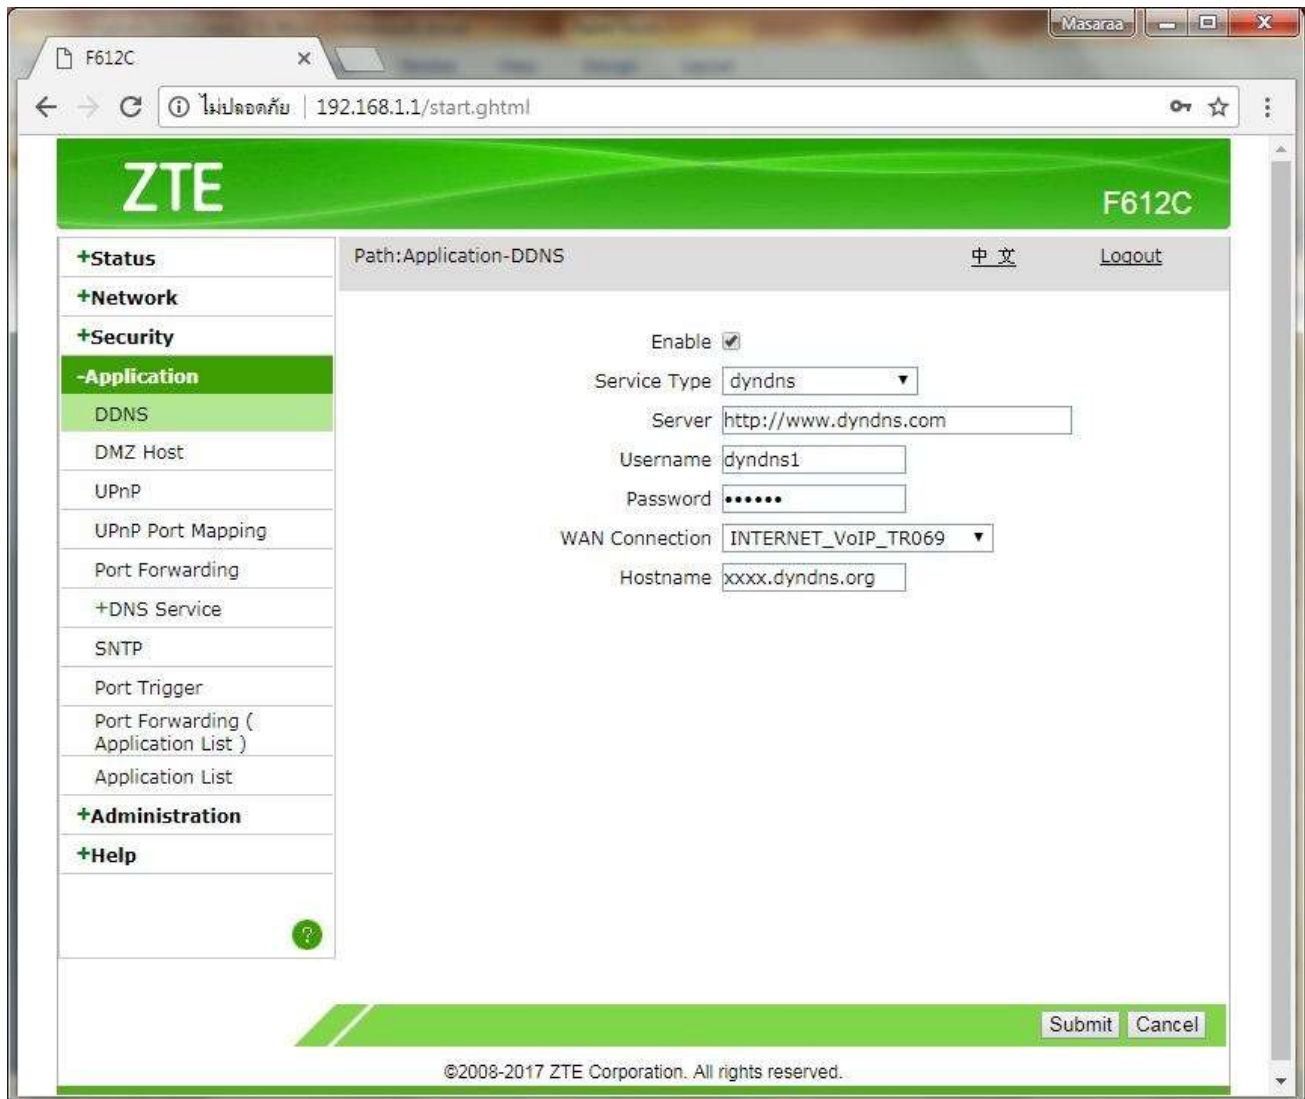 Masaraa
F612C
ไม่ปลอดภัย 192.168.1.1/start.ghtml
ZTE
F612C
+Status
Path:Application-DDNS 中文 Logout
+Network
+Security
Enable
-Application
Service Type dyndns
DDNS
Server http://www.dyndns.com
DMZ Host
Username dyndns1
UPnP
Password ••••••
UPnP Port Mapping
WAN Connection INTERNET_VoIP_TR069
Port Forwarding
Hostname xxxx.dyndns.org
+DNS Service
SNTP
Port Trigger
Port Forwarding (
Application List )
Application List
+Administration
+Help
?
Submit Cancel
©2008-2017 ZTE Corporation. All rights reserved.